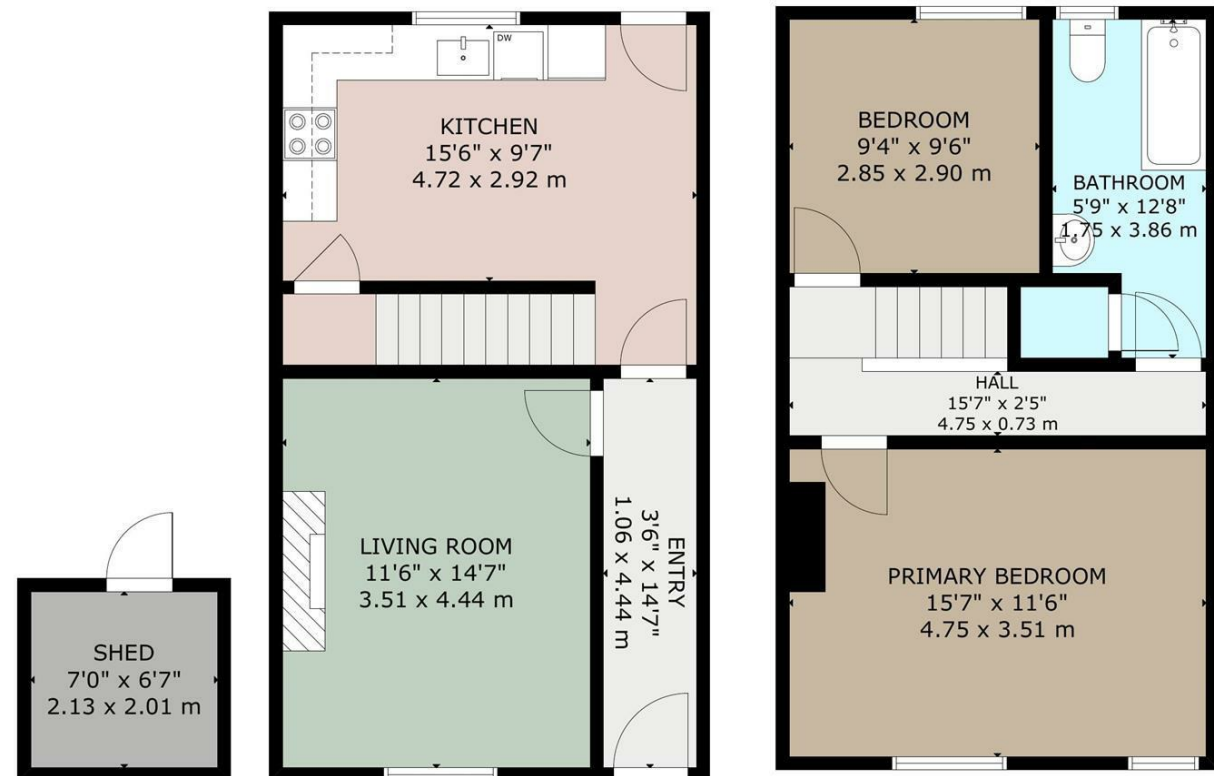 DW
KITCHEN
15'6" x 9'7"
4.72 x 2.92 m
LIVING ROOM
11'6" x 14'7"
3.51 x 4.44 m
ENTRY
3'6" x 14'7"
1.06 x 4.44 m
SHED
7'0" x 6'7"
2.13 x 2.01 m
BEDROOM
9'4" x 9'6"
2.85 x 2.90 m
BATHROOM
5'9" x 12'8"
1.75 x 3.86 m
HALL
15'7" x 2'5"
4.75 x 0.73 m
PRIMARY BEDROOM
15'7" x 11'6"
4.75 x 3.51 m